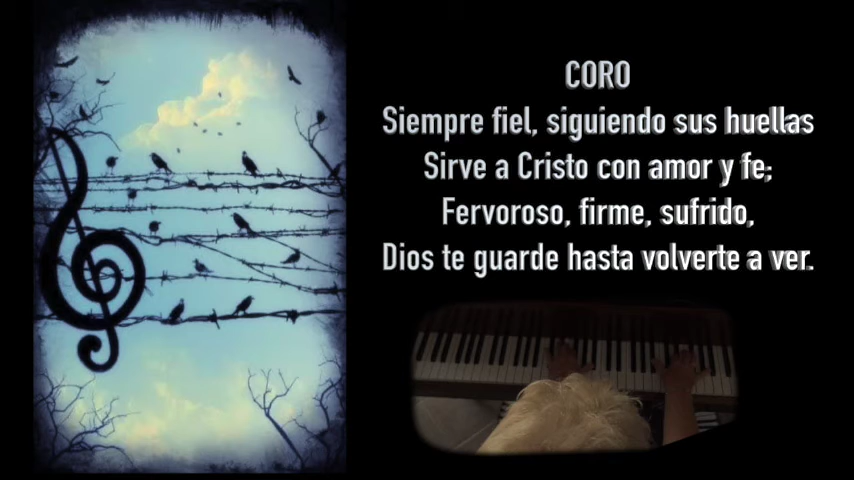 CORO
Siempre fiel, siguiendo sus huellas
Sirve a Cristo con amor y fe;
Fervoroso, firme, sufrido,
Dios te guarde hasta volverte a ver.